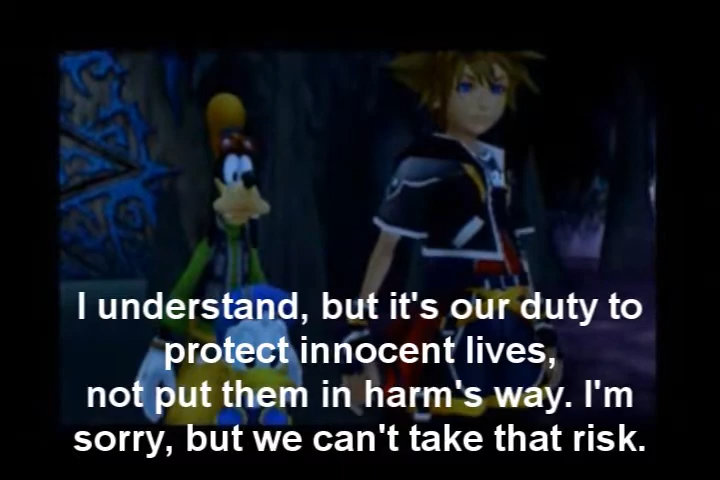 I understand, but it's our duty to
protect innocent lives,
not put them in harm's way. I'm
sorry, but we can't take that risk.